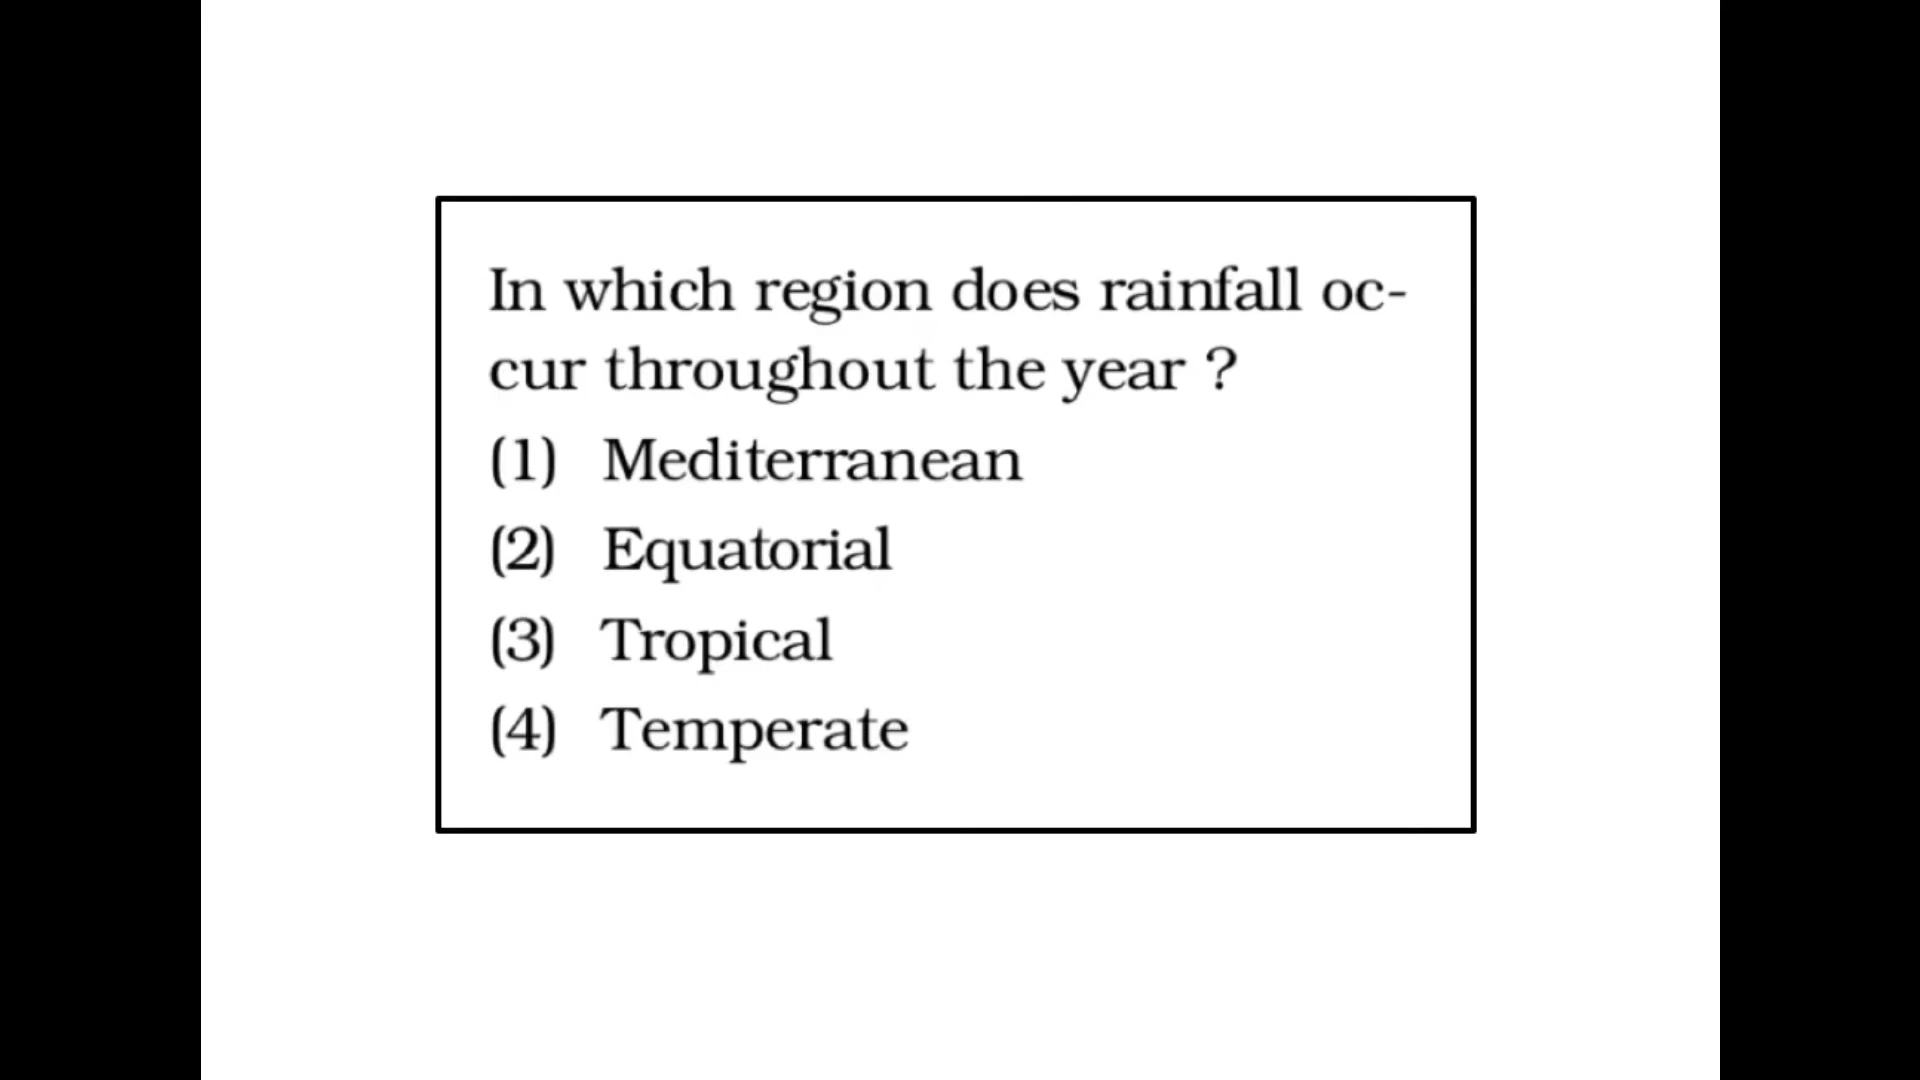 In which region does rainfall oc-
cur throughout the year ?
(1) Mediterranean
(2) Equatorial
(3) Tropical
(4) Temperate